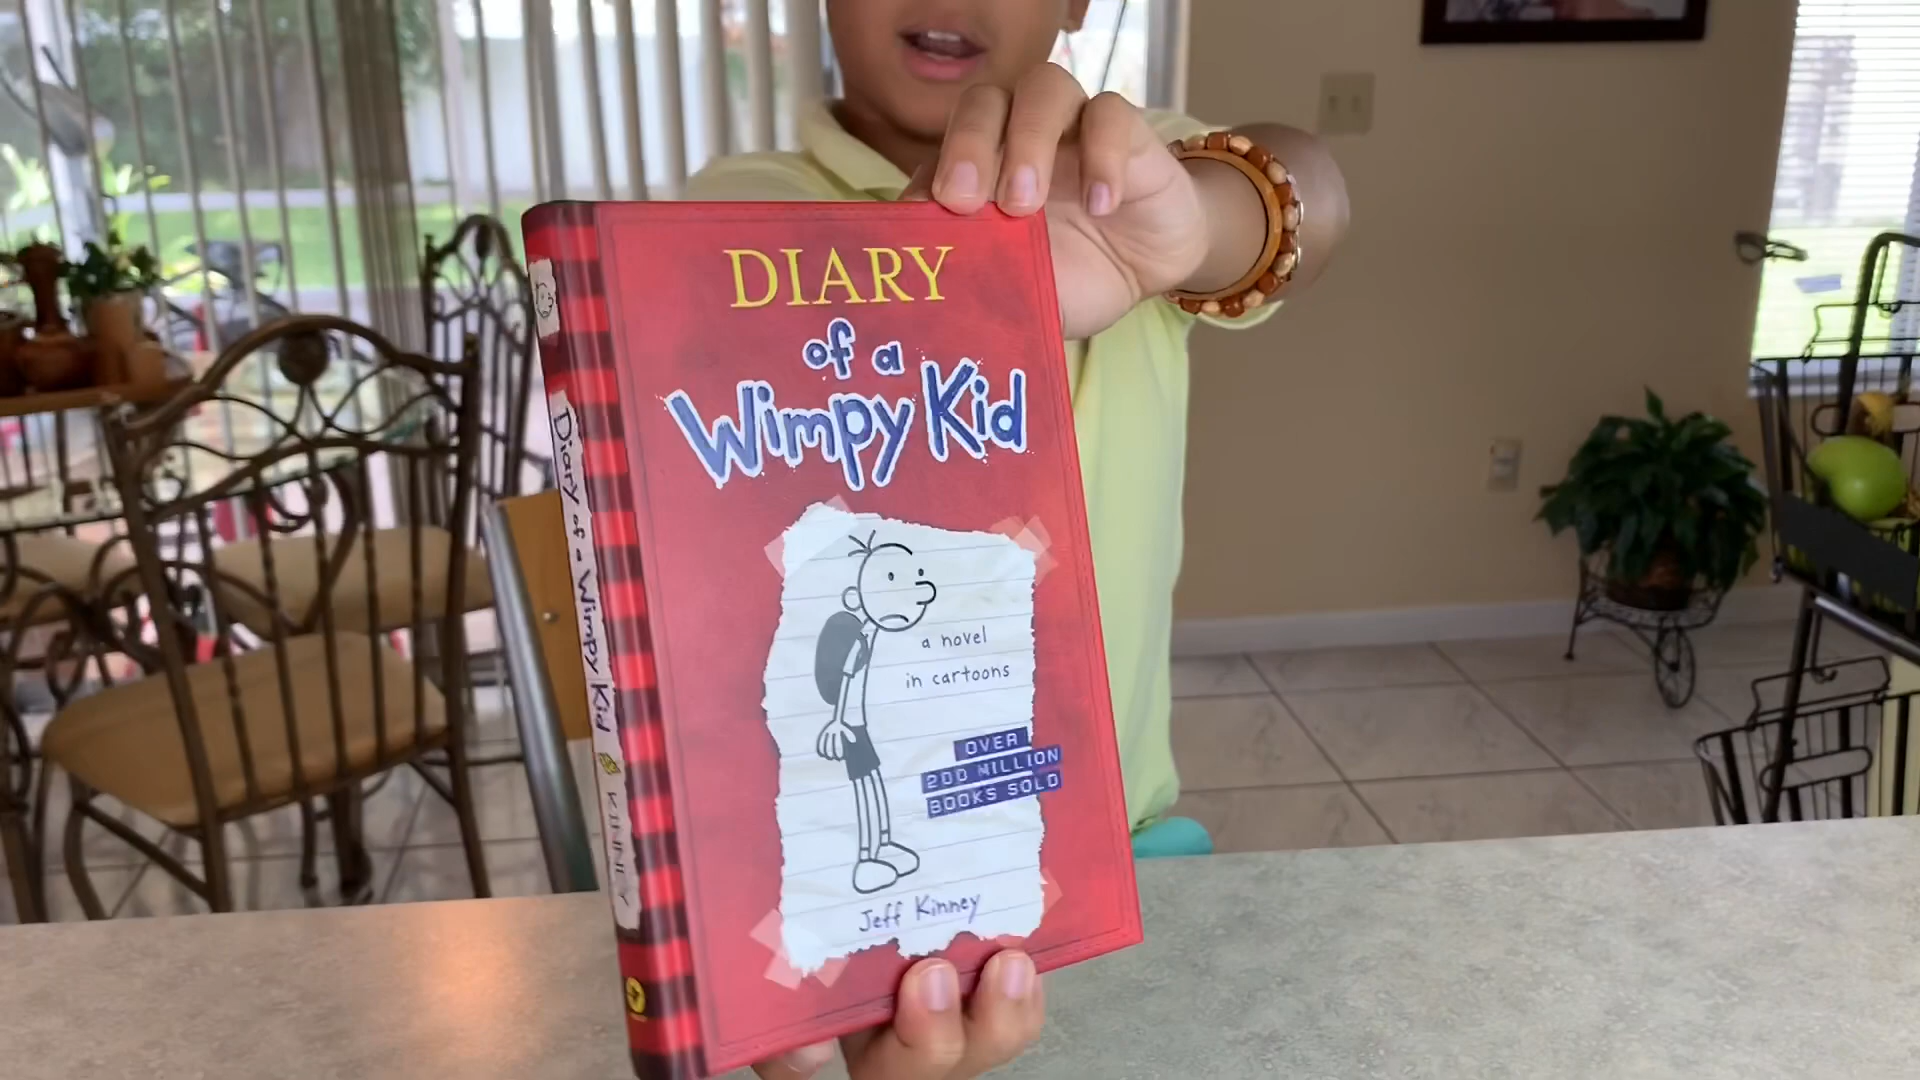 DIARY
of a
Wimpy Kid
a novel
in cartoons
OVER
200 MILLION
BOOKS SOLD
Jeff Kinney
Diary of a Wimpy Kid KINNEY